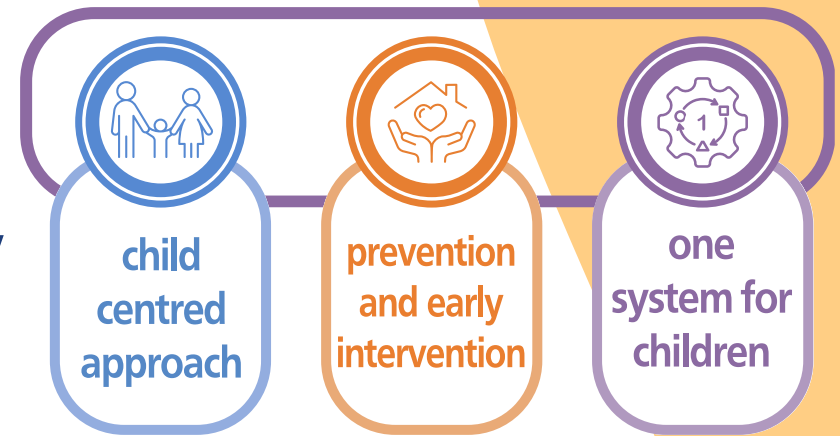 child
centred
approach
prevention
and early
intervention
1
one
system for
children